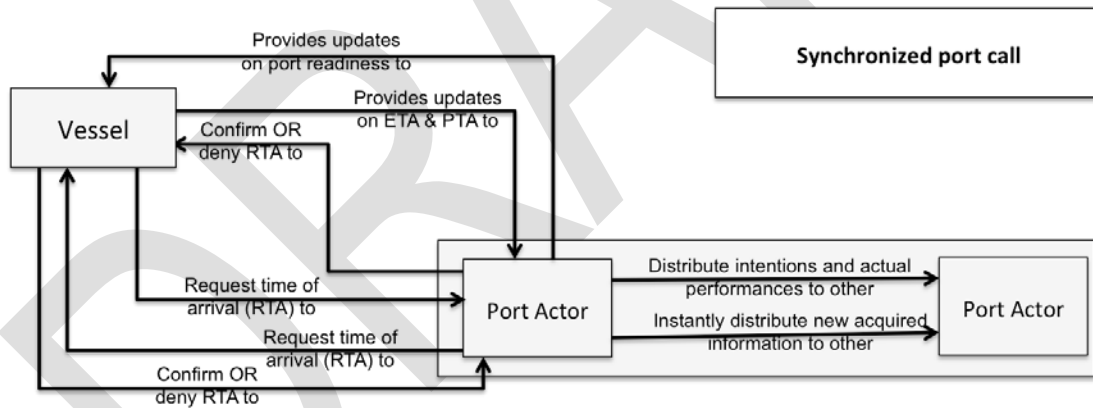 Provides updates
on port readiness to
Synchronized port call
Provides updates
on ETA & PTA to
Vessel
Confirm OR
deny RTA to
Request time of
arrival (RTA) to
Port Actor
Distribute intentions and actual
performances to other
Instantly distribute new acquired
information to other
Port Actor
Request time of
arrival (RTA) to
Confirm OR
deny RTA to
DRA